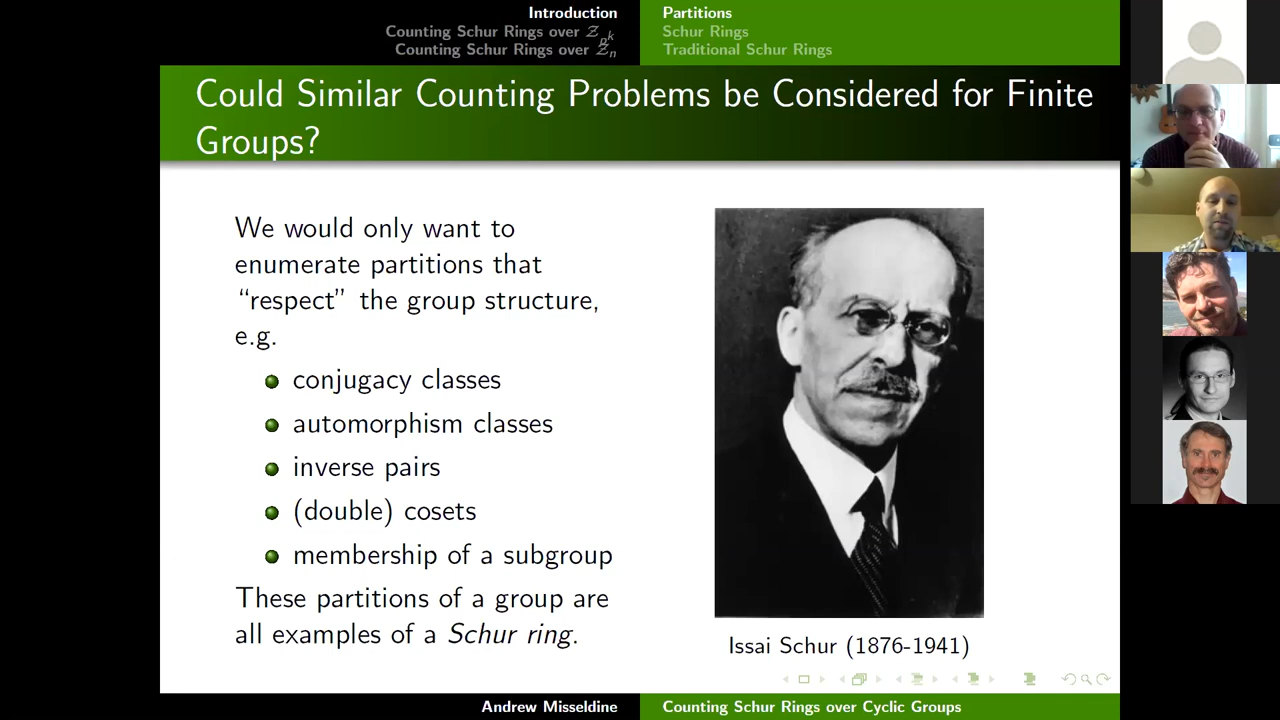 Introduction
Counting Schur Rings over 𝒵_{p^k}
Counting Schur Rings over 𝒵_n
Partitions
Schur Rings
Traditional Schur Rings
Could Similar Counting Problems be Considered for Finite
Groups?
We would only want to
enumerate partitions that
“respect” the group structure,
e.g.
conjugacy classes
automorphism classes
inverse pairs
(double) cosets
membership of a subgroup
These partitions of a group are
all examples of a Schur ring.
Issai Schur (1876-1941)
Andrew Misseldine
Counting Schur Rings over Cyclic Groups